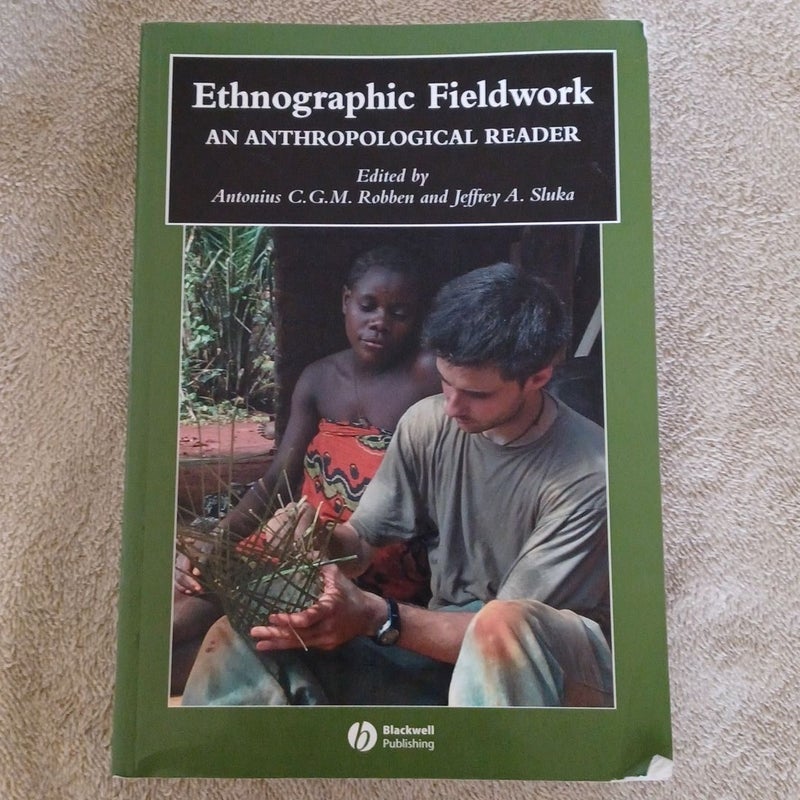 Ethnographic Fieldwork
AN ANTHROPOLOGICAL READER
Edited by
Antonius C.G.M. Robben and Jeffrey A. Sluka
b
Blackwell
Publishing